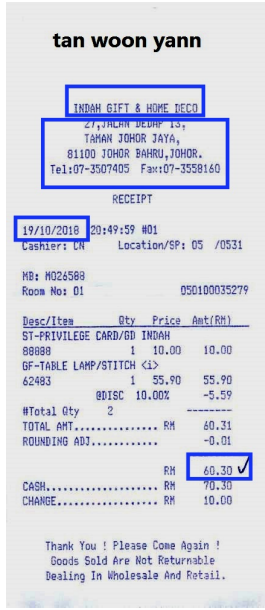 tan woon yann
INDAH GIFT & HOME DECO
27,JALAN DEDAP 13,
TAMAN JOHOR JAYA,
81100 JOHOR BAHRU,JOHOR.
Tel:07-3507405 Fax:07-3558160
RECEIPT
19/10/2018 20:49:59 #01
Cashier: CN Location/SP: 05 /0531
MB: M026588
Room No: 01 050100035279
Desc/Item Qty Price Amt(RM)
ST-PRIVILEGE CARD/GD INDAH
88888 1 10.00 10.00
GF-TABLE LAMP/STITCH <i>
62483 1 55.90 55.90
@DISC 10.00% -5.59
#Total Qty 2 --------
TOTAL AMT............... RM 60.31
ROUNDING ADJ............ -0.01
RM 60.30 ✓
CASH.................... RM 70.30
CHANGE.................. RM 10.00
Thank You ! Please Come Again !
Goods Sold Are Not Returnable
Dealing In Wholesale And Retail.